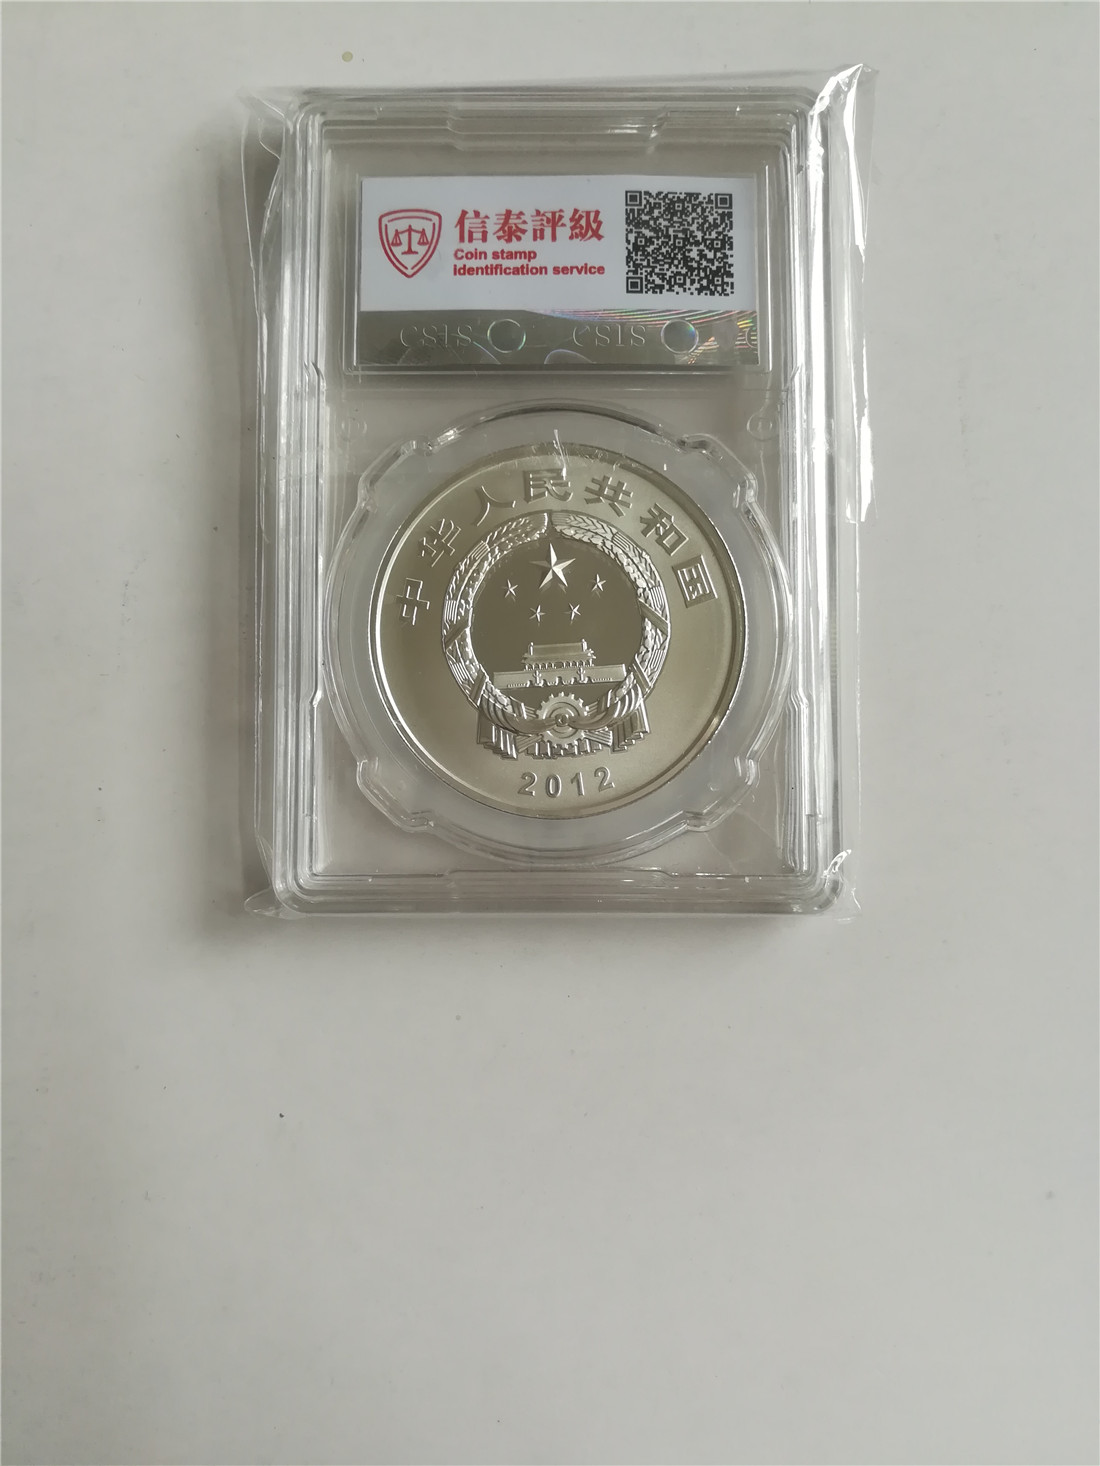 信泰評級
Coin stamp
identification service
CSIS CSIS
中华人民共和国
2012